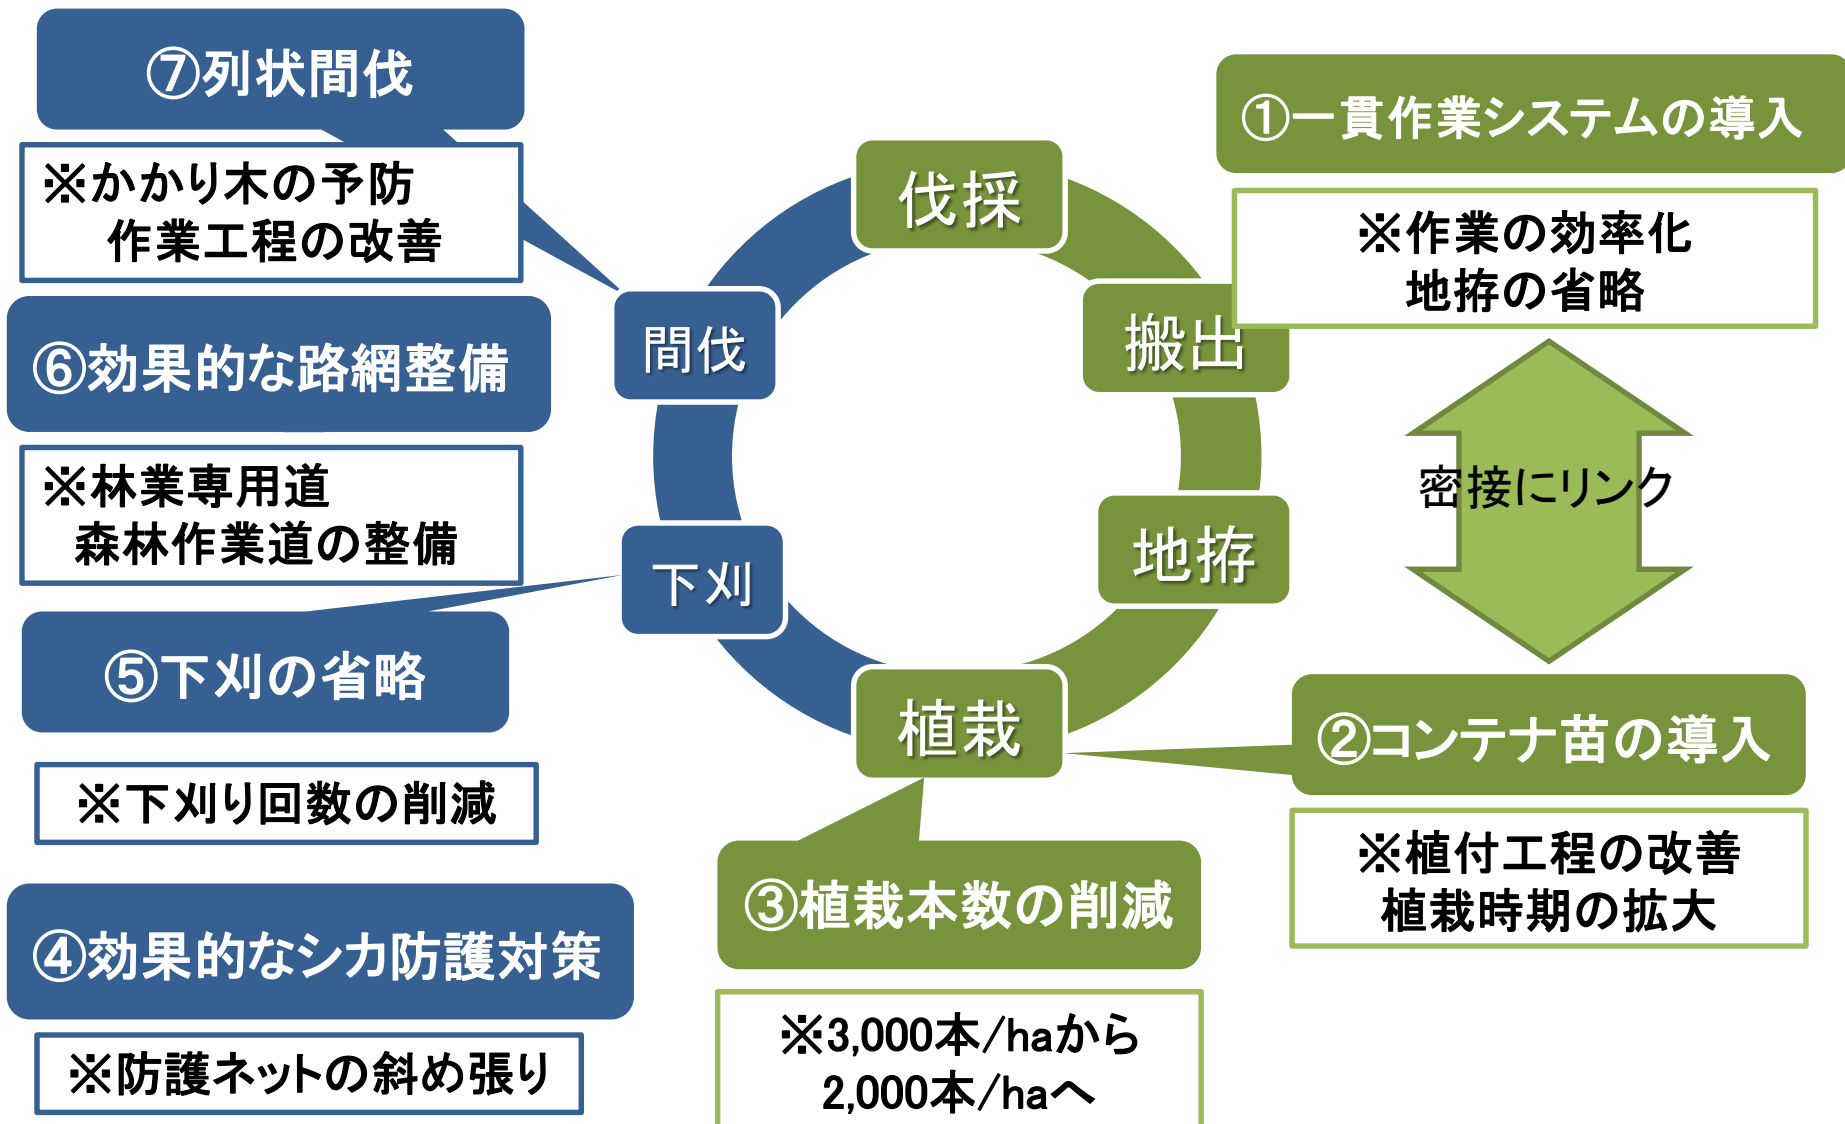 ⑦列状間伐
※かかり木の予防
作業工程の改善
⑥効果的な路網整備
※林業専用道
森林作業道の整備
⑤下刈の省略
※下刈り回数の削減
④効果的なシカ防護対策
※防護ネットの斜め張り
伐採
搬出
地拵
植栽
下刈
間伐
①一貫作業システムの導入
※作業の効率化
地拵の省略
密接にリンク
②コンテナ苗の導入
※植付工程の改善
植栽時期の拡大
③植栽本数の削減
※3,000本/haから
2,000本/haへ